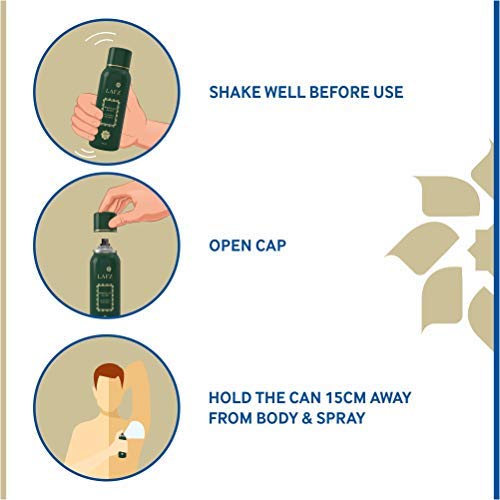 LAFZ
SHAKE WELL BEFORE USE
LAFZ
OPEN CAP
HOLD THE CAN 15CM AWAY
FROM BODY & SPRAY